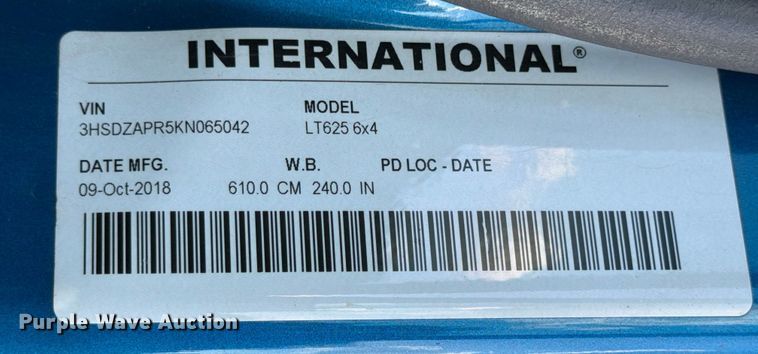 INTERNATIONAL®
VIN MODEL
3HSDZAPR5KN065042 LT625 6x4
DATE MFG. W.B. PD LOC - DATE
09-Oct-2018 610.0 CM 240.0 IN
Purple Wave Auction